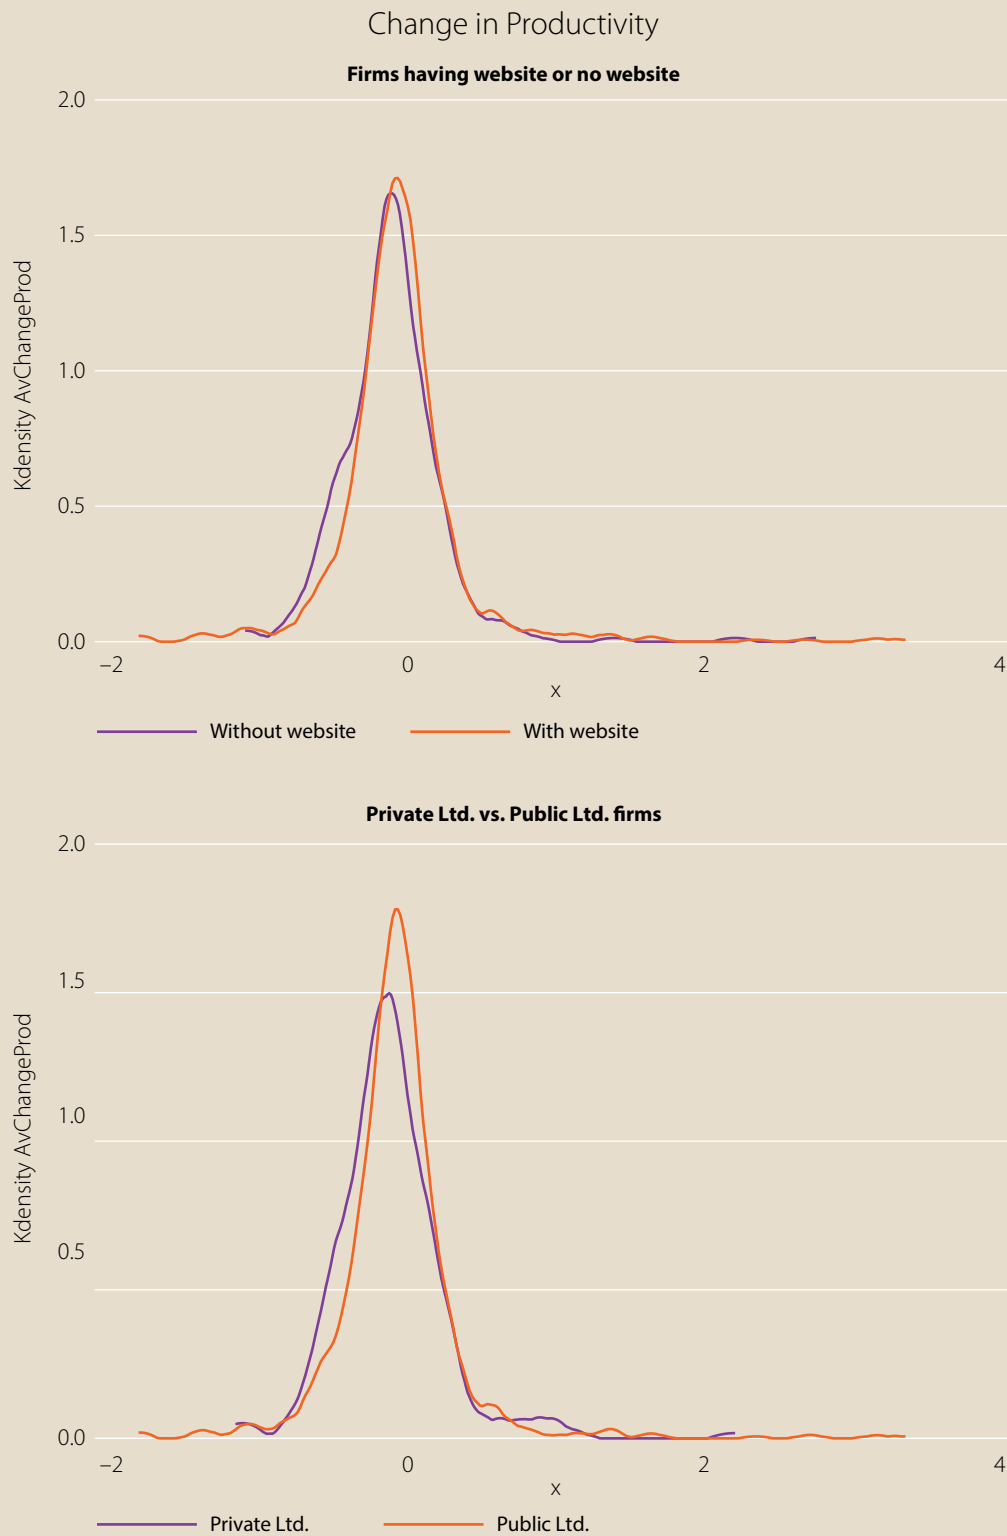 Change in Productivity
Firms having website or no website
Kdensity AvChangeProd
2.0
1.5
1.0
0.5
0.0
−2 0 2 4
x
Without website With website
Private Ltd. vs. Public Ltd. firms
Kdensity AvChangeProd
2.0
1.5
1.0
0.5
0.0
−2 0 2 4
x
Private Ltd. Public Ltd.